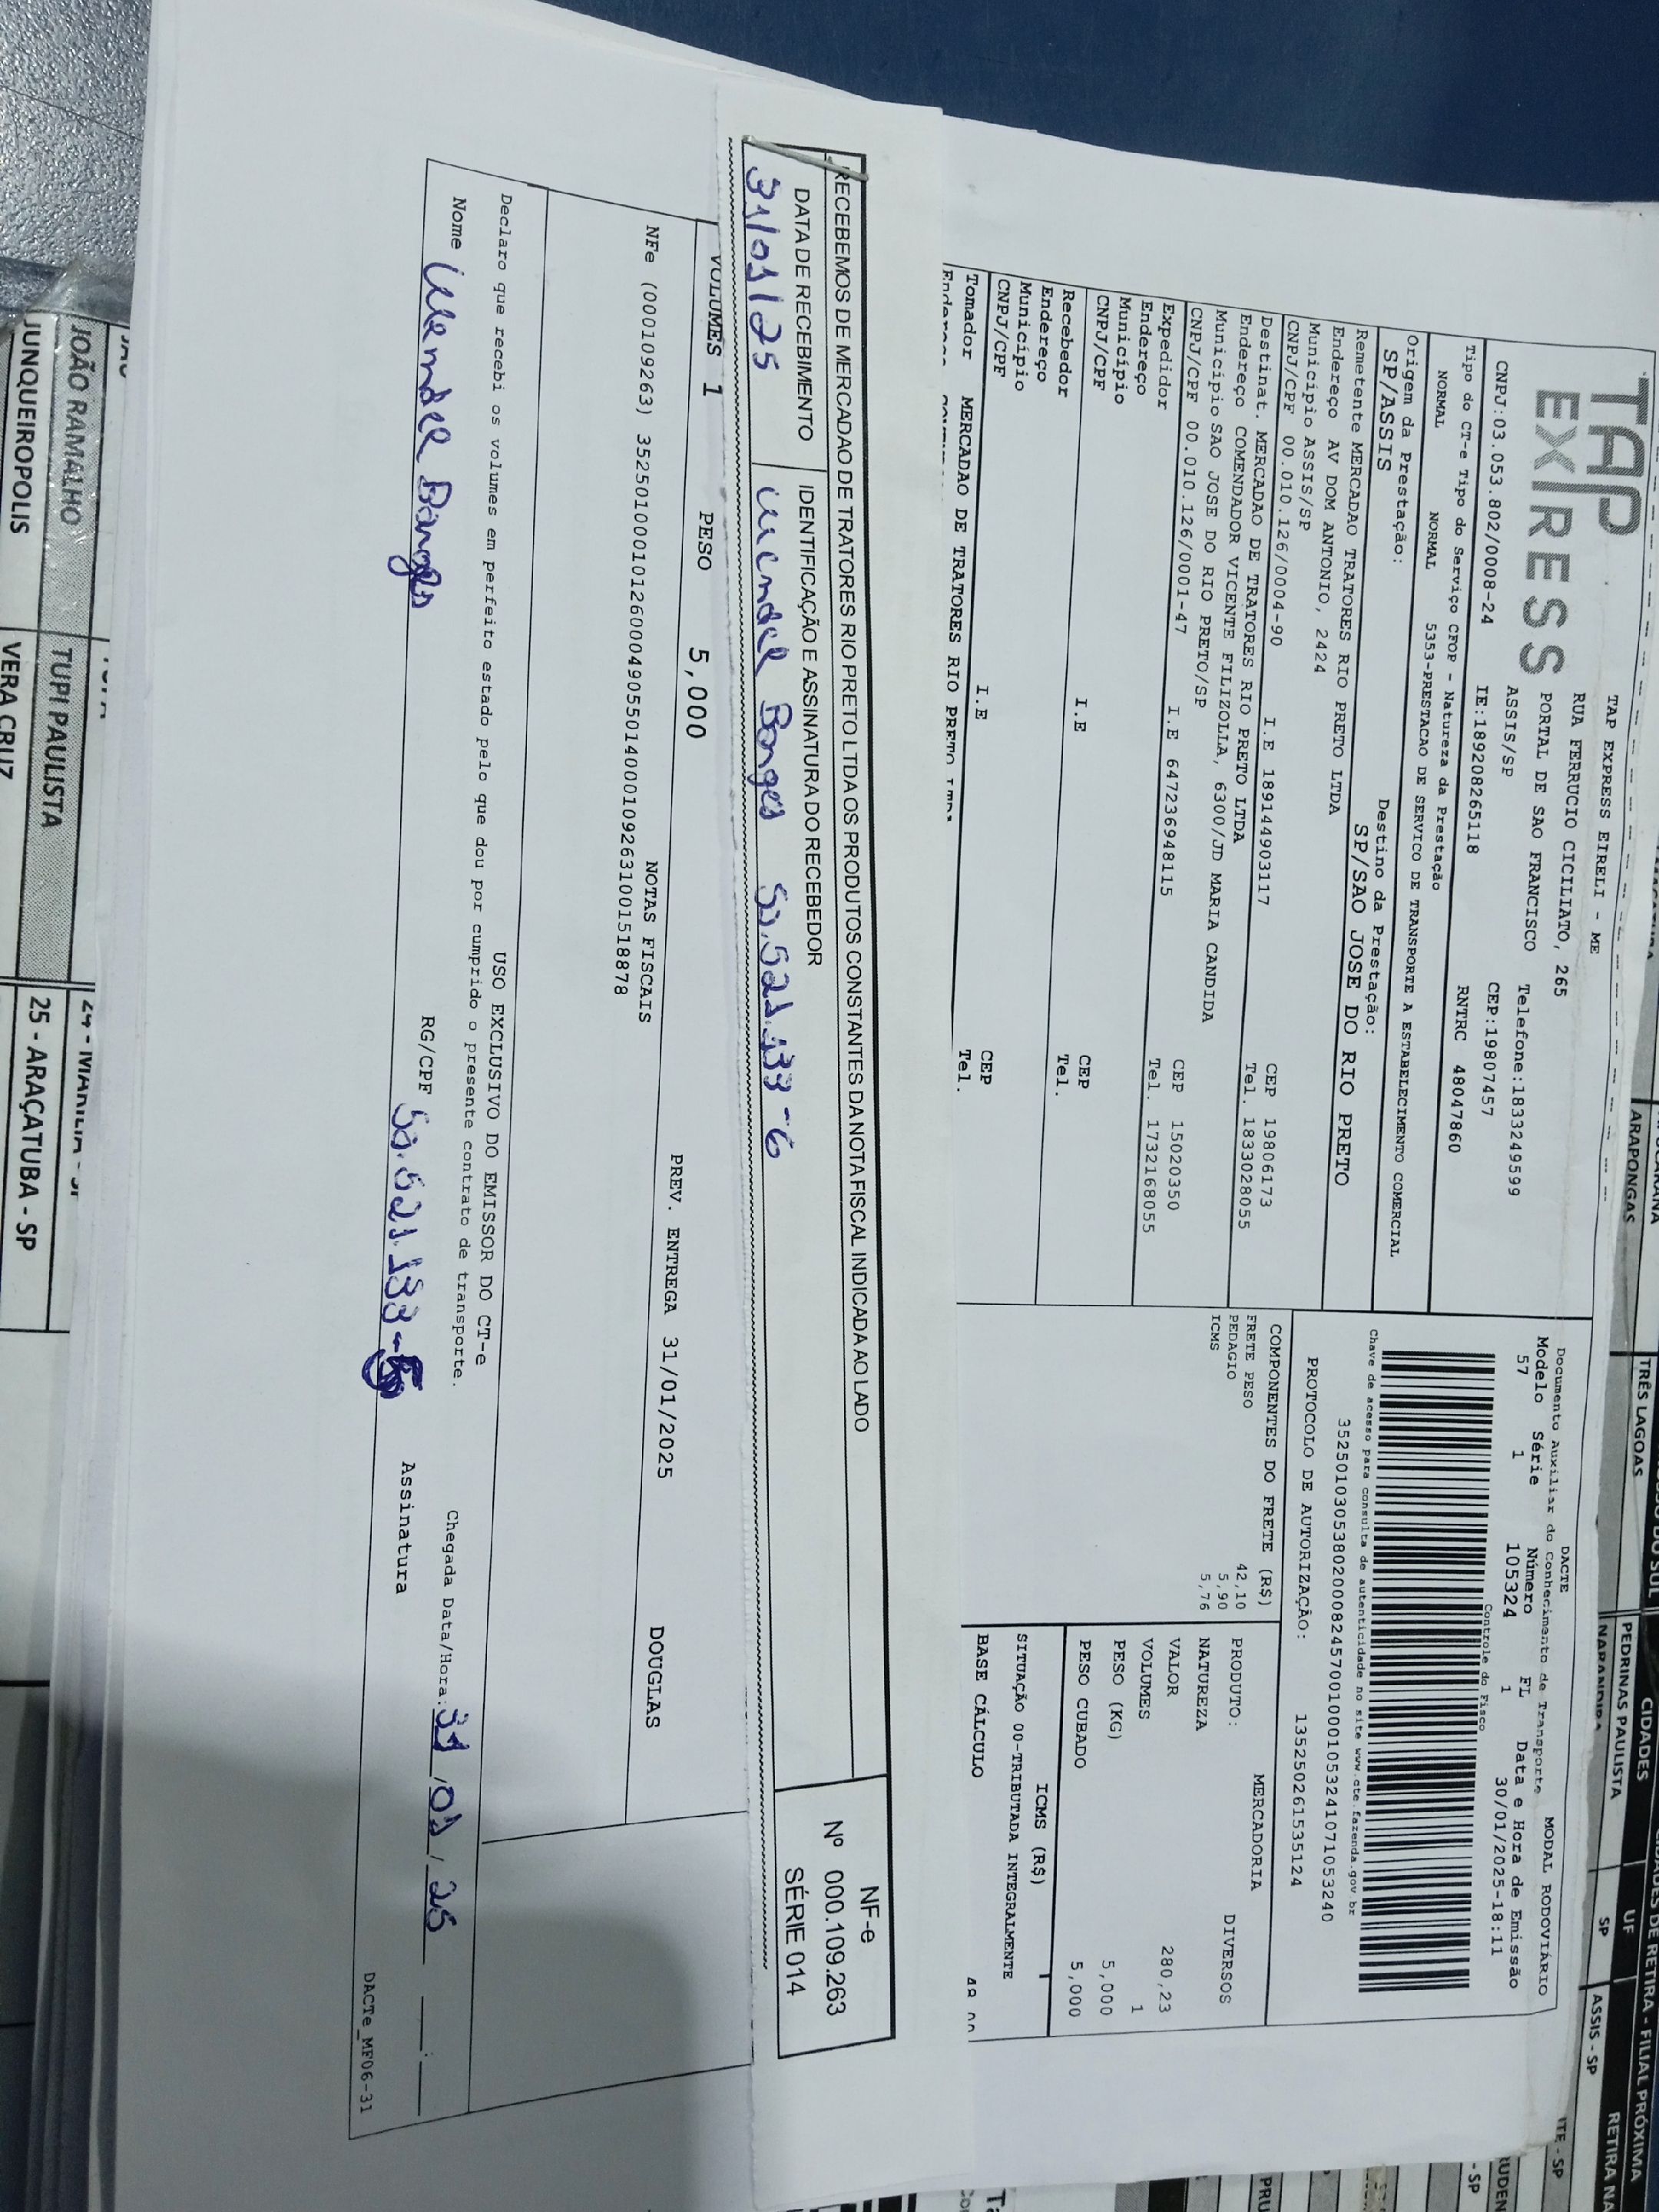 TAP
EXPRESS
TAP EXPRESS EIRELI - ME
RUA FERRUCIO CICILIATO, 265
PORTAL DE SAO FRANCISCO Telefone:1833249599
ASSIS/SP CEP:19807457
CNPJ:03.053.802/0008-24 IE:189208265118 RNTRC 48047860
Tipo do CT-e Tipo do Serviço CFOP - Natureza da Prestação
NORMAL NORMAL 5353-PRESTACAO DE SERVICO DE TRANSPORTE A ESTABELECIMENTO COMERCIAL
Origem da Prestação: Destino da Prestação:
SP/ASSIS SP/SAO JOSE DO RIO PRETO
Remetente MERCADAO TRATORES RIO PRETO LTDA
Endereço AV DOM ANTONIO, 2424
Município ASSIS/SP CEP 19806173
CNPJ/CPF 00.010.126/0004-90 I.E 189144903117 Tel. 1833028055
Destinat. MERCADAO DE TRATORES RIO PRETO LTDA
Endereço COMENDADOR VICENTE FILIZOLLA, 6300/JD MARIA CANDIDA
Município SAO JOSE DO RIO PRETO/SP CEP 15020350
CNPJ/CPF 00.010.126/0001-47 I.E 647236948115 Tel. 1732168055
Expedidor
Endereço
Município CEP
CNPJ/CPF I.E Tel.
Recebedor
Endereço
Município CEP
CNPJ/CPF I.E Tel.
Tomador MERCADAO DE TRATORES RIO PRETO LTDA
DACTE MODAL RODOVIÁRIO
Documento Auxiliar do Conhecimento de Transporte
Modelo Série Número FL Data e Hora de Emissão
57 1 105324 1 30/01/2025-18:11
Controle do Fisco
Chave de acesso para consulta de autenticidade no site www.cte.fazenda.gov.br
35250103053802000824570010001053241071053240
PROTOCOLO DE AUTORIZAÇÃO: 135250261535124
COMPONENTES DO FRETE (R$)
FRETE PESO 42,10
PEDAGIO 5,90
ICMS 5,76
MERCADORIA
PRODUTO: DIVERSOS
NATUREZA
VALOR 280,23
VOLUMES 1
PESO (KG) 5,000
PESO CUBADO 5,000
ICMS (R$)
SITUAÇÃO 00-TRIBUTADA INTEGRALMENTE
BASE CÁLCULO 48,00
RECEBEMOS DE MERCADAO DE TRATORES RIO PRETO LTDA OS PRODUTOS CONSTANTES DA NOTA FISCAL INDICADA AO LADO
DATA DE RECEBIMENTO IDENTIFICAÇÃO E ASSINATURA DO RECEBEDOR
31/01/25 Wendel Borges
NF-e
Nº 000.109.263
SÉRIE 014
VOLUMES 1 PESO 5,000 PREV. ENTREGA 31/01/2025 DOUGLAS
NOTAS FISCAIS
NFe (000109263) 35250100010126000490550140001092631001518878
USO EXCLUSIVO DO EMISSOR DO CT-e
Declaro que recebi os volumes em perfeito estado pelo que dou por cumprido o presente contrato de transporte.
Chegada Data/Hora: 31/01/25
Nome Wendel Borges RG/CPF Assinatura
DACTe_MF06-31
JOÃO RAMALHO TUPI PAULISTA
JUNQUEIROPOLIS VERA CRUZ 25 - ARAÇATUBA - SP
ARAPONGAS
TRÊS LAGOAS
PEDRINAS PAULISTA
CIDADES
UF
SP
ASSIS - SP